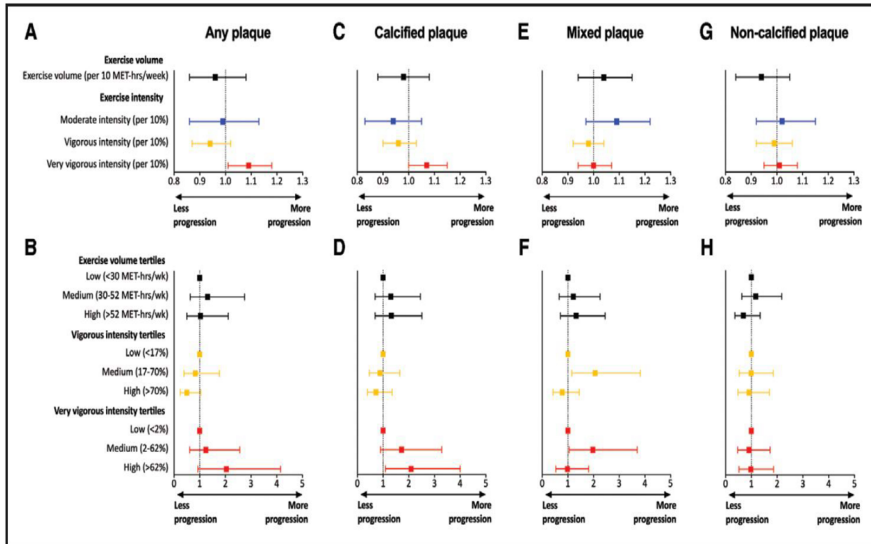 A Any plaque
C Calcified plaque
E Mixed plaque
G Non-calcified plaque
Exercise volume
Exercise volume (per 10 MET-hrs/week)
Exercise intensity
Moderate intensity (per 10%)
Vigorous intensity (per 10%)
Very vigorous intensity (per 10%)
0.8 0.9 1.0 1.1 1.2 1.3
0.8 0.9 1.0 1.1 1.2 1.3
0.8 0.9 1.0 1.1 1.2 1.3
0.8 0.9 1.0 1.1 1.2 1.3
Less progression More progression
Less progression More progression
Less progression More progression
Less progression More progression
B
D
F
H
Exercise volume tertiles
Low (<30 MET-hrs/wk)
Medium (30-52 MET-hrs/wk)
High (>52 MET-hrs/wk)
Vigorous intensity tertiles
Low (<17%)
Medium (17-70%)
High (>70%)
Very vigorous intensity tertiles
Low (<2%)
Medium (2-62%)
High (>62%)
0 1 2 3 4 5
0 1 2 3 4 5
0 1 2 3 4 5
0 1 2 3 4 5
Less progression More progression
Less progression More progression
Less progression More progression
Less progression More progression